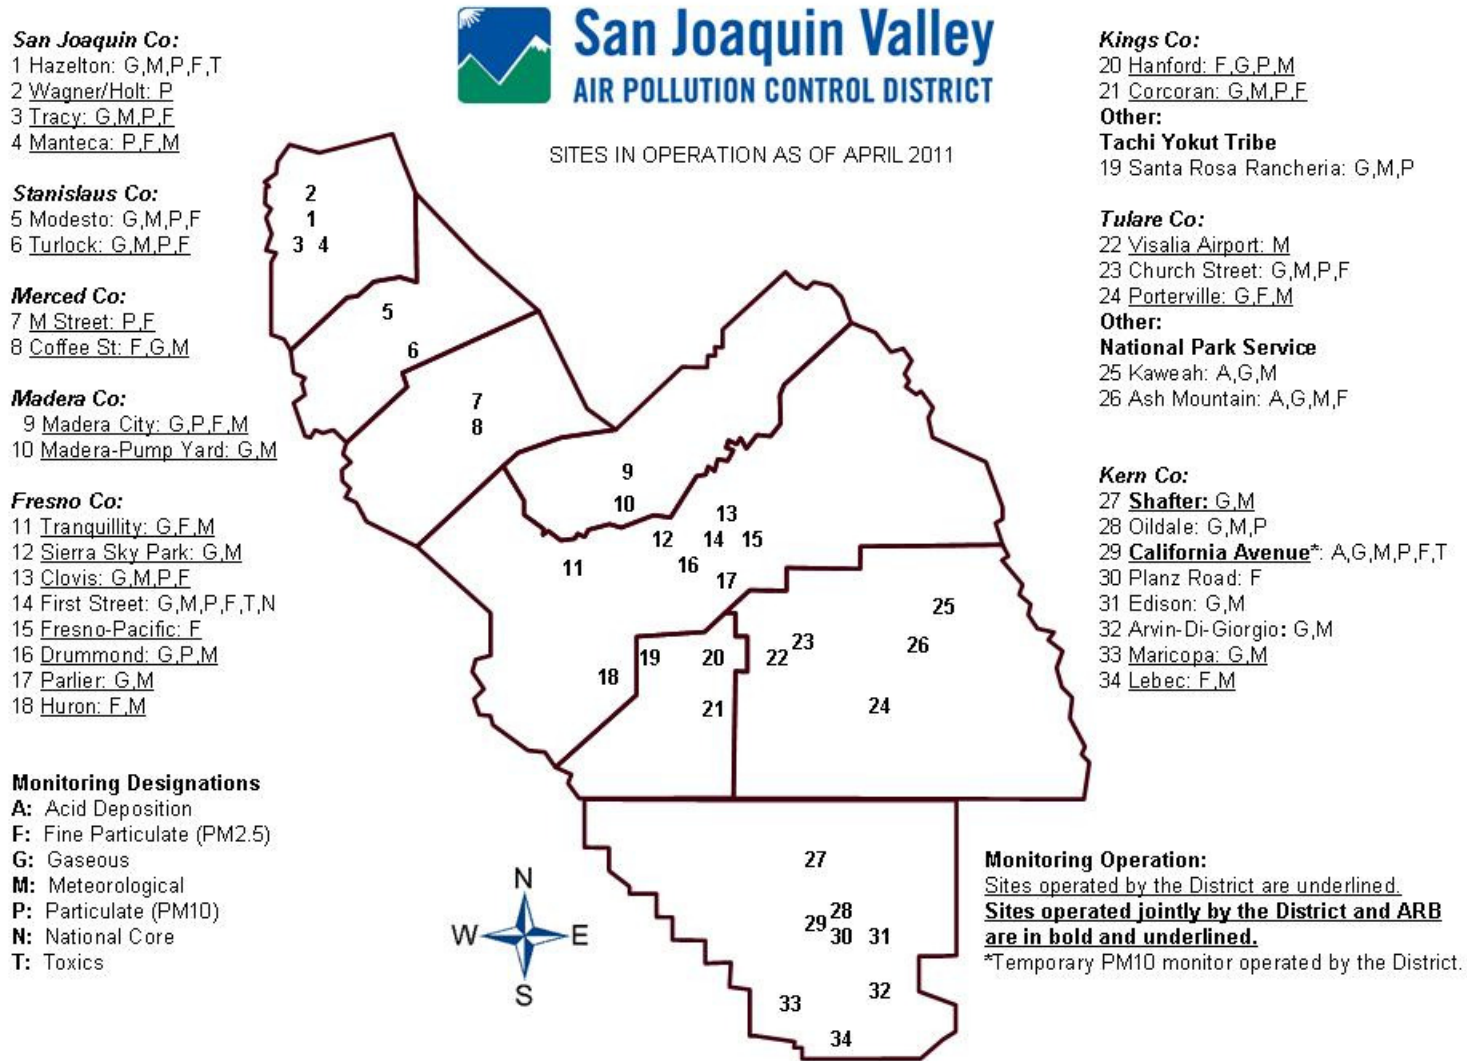 San Joaquin Valley
AIR POLLUTION CONTROL DISTRICT
SITES IN OPERATION AS OF APRIL 2011
San Joaquin Co:
1 Hazelton: G,M,P,F,T
2 Wagner/Holt: P
3 Tracy: G,M,P,F
4 Manteca: P,F,M
Stanislaus Co:
5 Modesto: G,M,P,F
6 Turlock: G,M,P,F
Merced Co:
7 M Street: P,F
8 Coffee St: F,G,M
Madera Co:
9 Madera City: G,P,F,M
10 Madera-Pump Yard: G,M
Fresno Co:
11 Tranquillity: G,F,M
12 Sierra Sky Park: G,M
13 Clovis: G,M,P,F
14 First Street: G,M,P,F,T,N
15 Fresno-Pacific: F
16 Drummond: G,P,M
17 Parlier: G,M
18 Huron: F,M
Monitoring Designations
A: Acid Deposition
F: Fine Particulate (PM2.5)
G: Gaseous
M: Meteorological
P: Particulate (PM10)
N: National Core
T: Toxics
2
1
3 4
5
6
7
8
9
10
13
12 14 15
11 16
17
25
23
19 20 22 26
18
21 24
27
28
29
30 31
32
33
34
N
W E
S
Kings Co:
20 Hanford: F,G,P,M
21 Corcoran: G,M,P,F
Other:
Tachi Yokut Tribe
19 Santa Rosa Rancheria: G,M,P
Tulare Co:
22 Visalia Airport: M
23 Church Street: G,M,P,F
24 Porterville: G,F,M
Other:
National Park Service
25 Kaweah: A,G,M
26 Ash Mountain: A,G,M,F
Kern Co:
27 Shafter: G,M
28 Oildale: G,M,P
29 California Avenue*: A,G,M,P,F,T
30 Planz Road: F
31 Edison: G,M
32 Arvin-Di-Giorgio: G,M
33 Maricopa: G,M
34 Lebec: F,M
Monitoring Operation:
Sites operated by the District are underlined.
Sites operated jointly by the District and ARB
are in bold and underlined.
*Temporary PM10 monitor operated by the District.